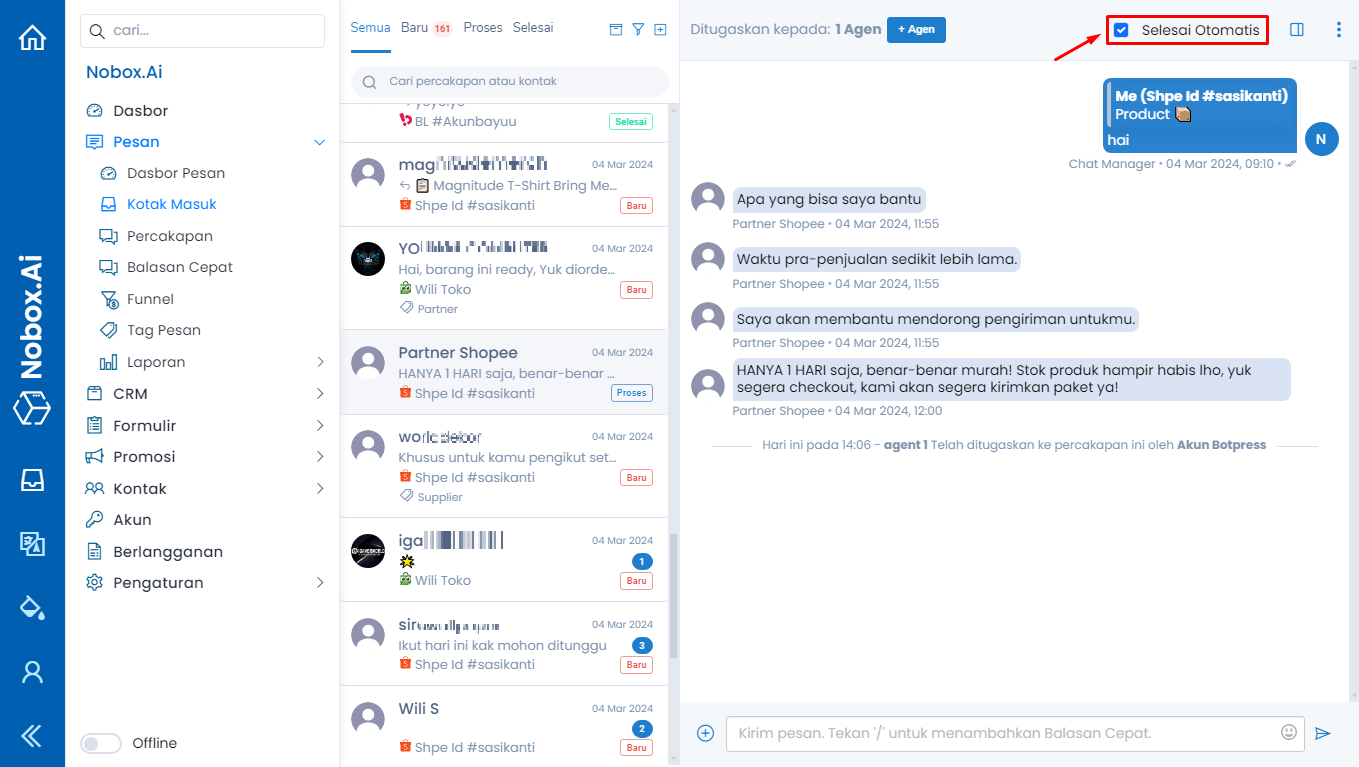 Nobox.Ai
cari...
Nobox.Ai
Dasbor
Pesan
Dasbor Pesan
Kotak Masuk
Percakapan
Balasan Cepat
Funnel
Tag Pesan
Laporan
CRM
Formulir
Promosi
Kontak
Akun
Berlangganan
Pengaturan
Offline
Semua Baru 161 Proses Selesai
Cari percakapan atau kontak
BL #Akunbayuu Selesai
04 Mar 2024
Magnitude T-Shirt Bring Me...
Shpe Id #sasikanti Baru
04 Mar 2024
Hai, barang ini ready, Yuk diorde...
Wili Toko Baru
Partner
Partner Shopee 04 Mar 2024
HANYA 1 HARI saja, benar-benar ...
Shpe Id #sasikanti Proses
04 Mar 2024
Khusus untuk kamu pengikut set...
Shpe Id #sasikanti Baru
Supplier
04 Mar 2024
1
Wili Toko Baru
04 Mar 2024
Ikut hari ini kak mohon ditunggu 3
Shpe Id #sasikanti Baru
Wili S 04 Mar 2024
2
Shpe Id #sasikanti Baru
Ditugaskan kepada: 1 Agen + Agen Selesai Otomatis
Me (Shpe Id #sasikanti)
Product
hai
N
Chat Manager • 04 Mar 2024, 09:10 •
Apa yang bisa saya bantu
Partner Shopee • 04 Mar 2024, 11:55
Waktu pra-penjualan sedikit lebih lama.
Partner Shopee • 04 Mar 2024, 11:55
Saya akan membantu mendorong pengiriman untukmu.
Partner Shopee • 04 Mar 2024, 11:55
HANYA 1 HARI saja, benar-benar murah! Stok produk hampir habis lho, yuk
segera checkout, kami akan segera kirimkan paket ya!
Partner Shopee • 04 Mar 2024, 12:00
Hari ini pada 14:06 - agent 1 Telah ditugaskan ke percakapan ini oleh Akun Botpress
Kirim pesan. Tekan '/' untuk menambahkan Balasan Cepat.